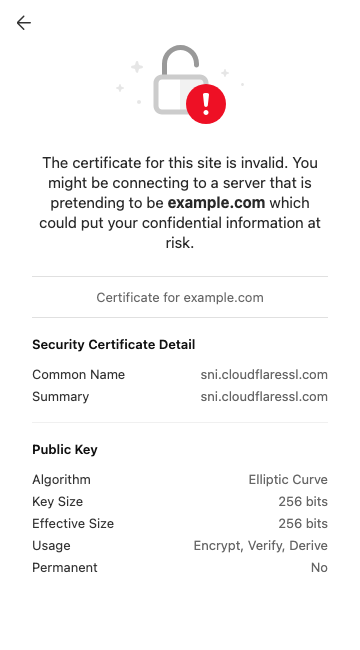 The certificate for this site is invalid. You
might be connecting to a server that is
pretending to be example.com which
could put your confidential information at
risk.
Certificate for example.com
Security Certificate Detail
Common Name sni.cloudflaressl.com
Summary sni.cloudflaressl.com
Public Key
Algorithm Elliptic Curve
Key Size 256 bits
Effective Size 256 bits
Usage Encrypt, Verify, Derive
Permanent No